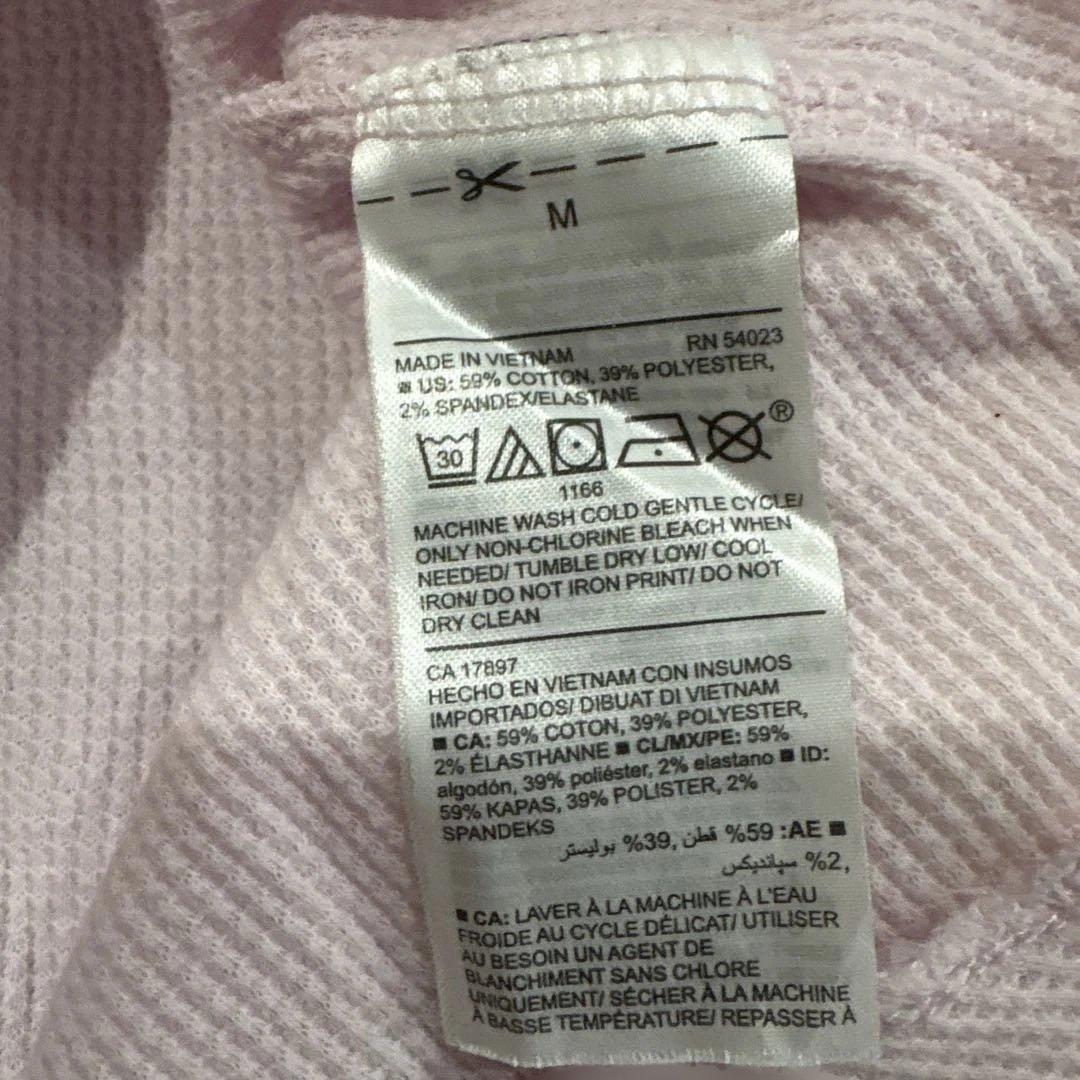 M
RN 54023
MADE IN VIETNAM
US: 59% COTTON, 39% POLYESTER,
2% SPANDEX/ELASTANE
30
®
1166
MACHINE WASH COLD GENTLE CYCLE/
ONLY NON-CHLORINE BLEACH WHEN
NEEDED/ TUMBLE DRY LOW/ COOL
IRON/ DO NOT IRON PRINT/ DO NOT
DRY CLEAN
CA 17897
HECHO EN VIETNAM CON INSUMOS
IMPORTADOS/ DIBUAT DI VIETNAM
■ CA: 59% COTON, 39% POLYESTER,
2% ÉLASTHANNE ■ CL/MX/PE: 59%
algodón, 39% poliéster, 2% elastano ■ ID:
59% KAPAS, 39% POLISTER, 2%
SPANDEKS
■ AE: 59% قطن, 39% بوليستر
, 2% سباندیکس
■ CA: LAVER À LA MACHINE À L'EAU
FROIDE AU CYCLE DÉLICAT/ UTILISER
AU BESOIN UN AGENT DE
BLANCHIMENT SANS CHLORE
UNIQUEMENT/ SÉCHER À LA MACHINE
À BASSE TEMPÉRATURE/ REPASSER À